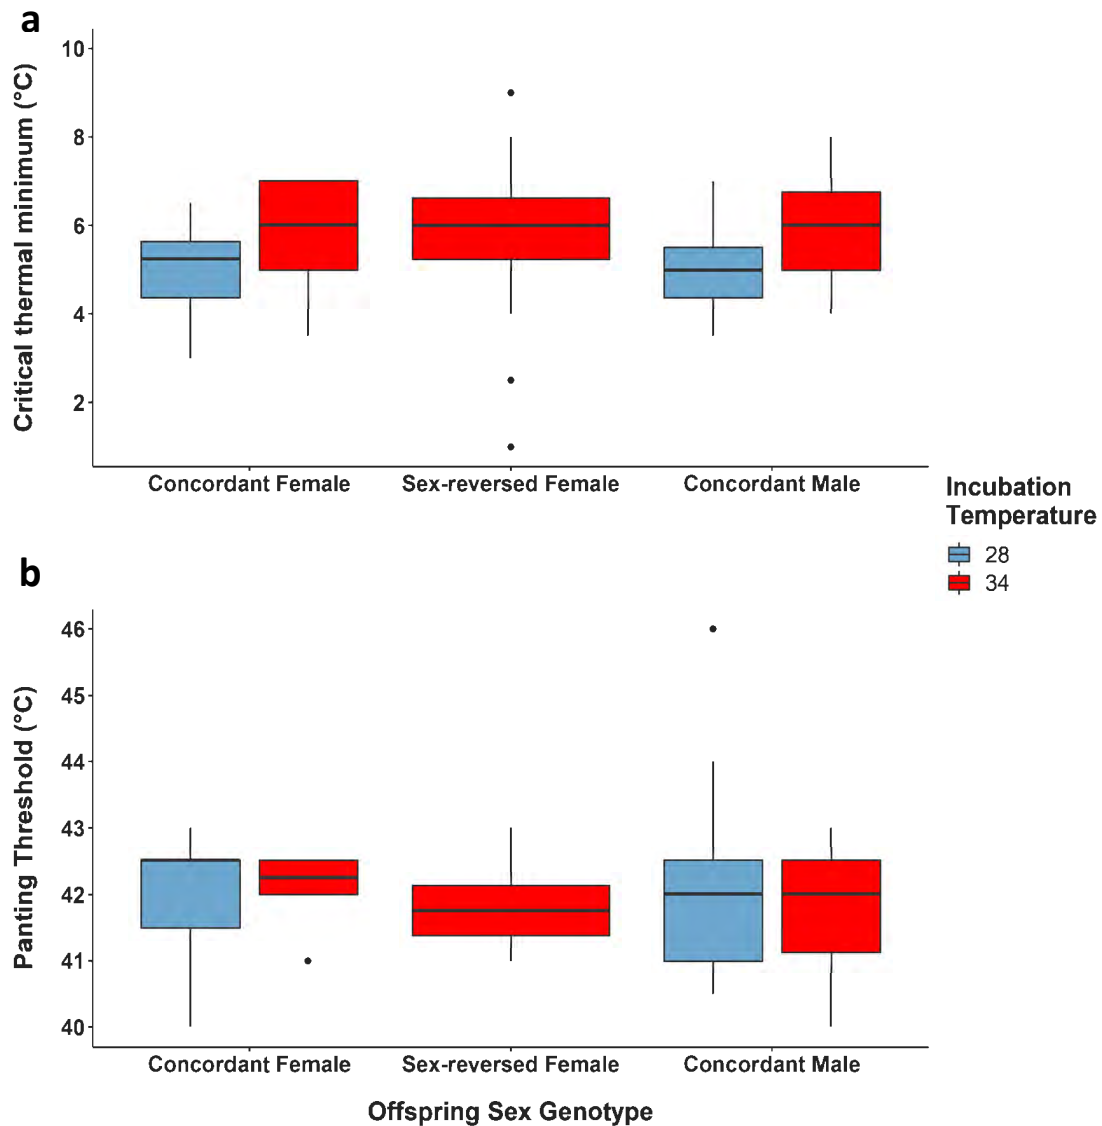 a
Critical thermal minimum (°C)
10
8
6
4
2
Concordant Female
Sex-reversed Female
Concordant Male
Incubation
Temperature
28
34
b
Panting Threshold (°C)
46
45
44
43
42
41
40
Concordant Female
Sex-reversed Female
Concordant Male
Offspring Sex Genotype